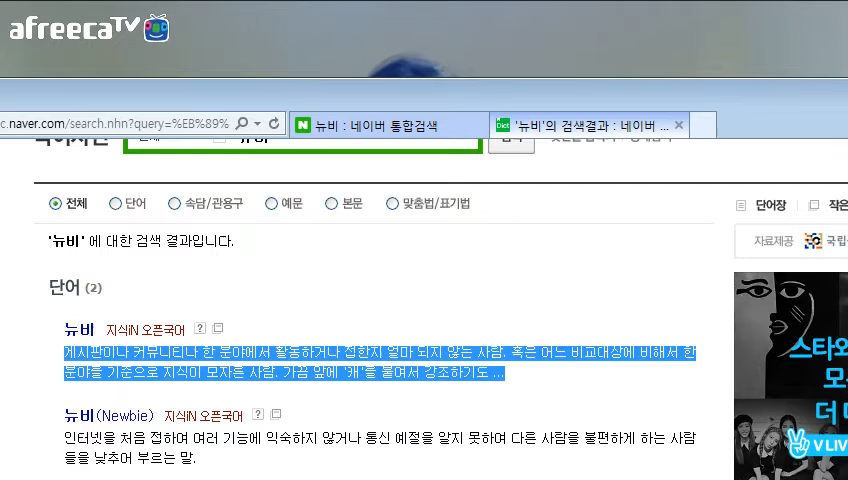 afreecaTV
c.naver.com/search.nhn?query=%EB%89%
뉴비 : 네이버 통합검색
'뉴비'의 검색결과 : 네이버 ...
전체 단어 속담/관용구 예문 본문 맞춤법/표기법
단어장
작은
'뉴비' 에 대한 검색 결과입니다.
자료제공
국립
단어 (2)
뉴비 지식iN 오픈국어
게시판이나 커뮤니티나 한 분야에서 활동하거나 접한지 얼마 되지 않는 사람. 혹은 어느 비교대상에 비해서 한
분야를 기준으로 지식이 모자른 사람. 가끔 앞에 '캐'를 붙여서 강조하기도 ...
뉴비(Newbie) 지식iN 오픈국어
인터넷을 처음 접하여 여러 기능에 익숙하지 않거나 통신 예절을 알지 못하여 다른 사람을 불편하게 하는 사람
들을 낮추어 부르는 말.
스타와
모
더
V LIV